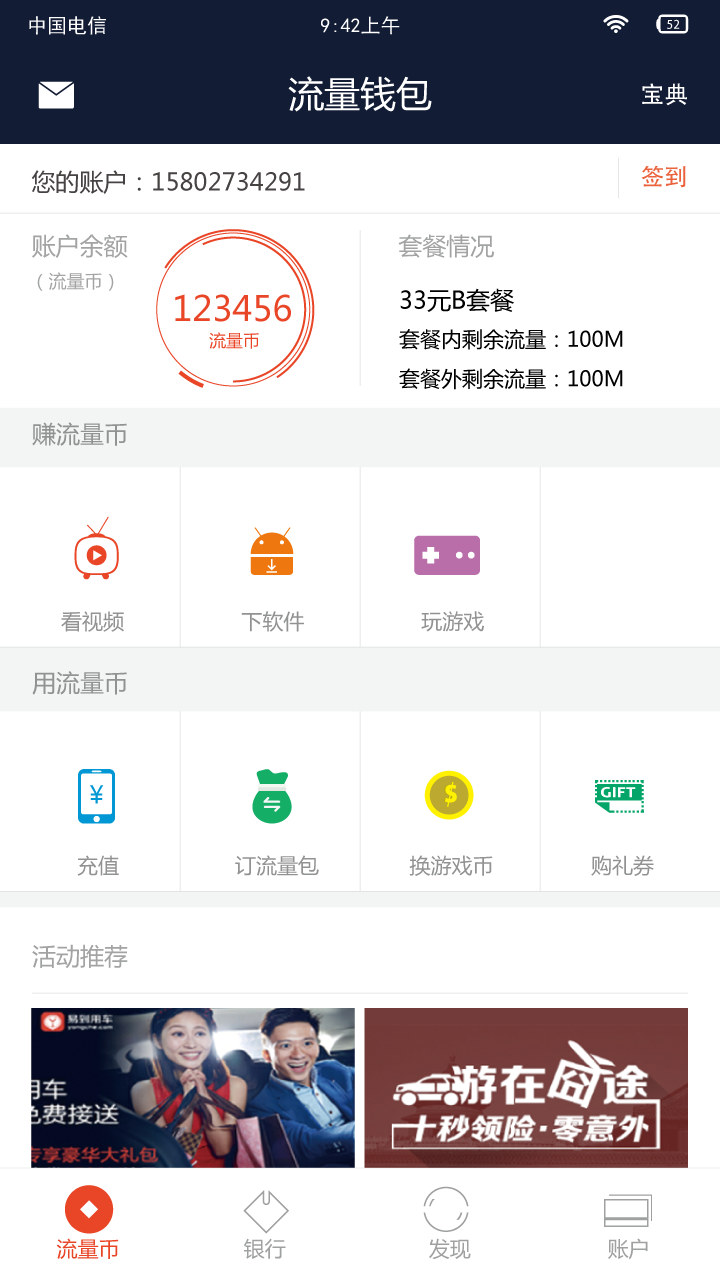 中国电信 9:42上午 52
流量钱包 宝典
您的账户：15802734291 签到
账户余额
（流量币）
123456
流量币
套餐情况
33元B套餐
套餐内剩余流量：100M
套餐外剩余流量：100M
赚流量币
看视频 下软件 玩游戏
用流量币
¥ $ GIFT
充值 订流量包 换游戏币 购礼券
活动推荐
易到用车
yongche.com
用车
免费接送
专享豪华大礼包
游在囧途
十秒领险·零意外
流量币 银行 发现 账户